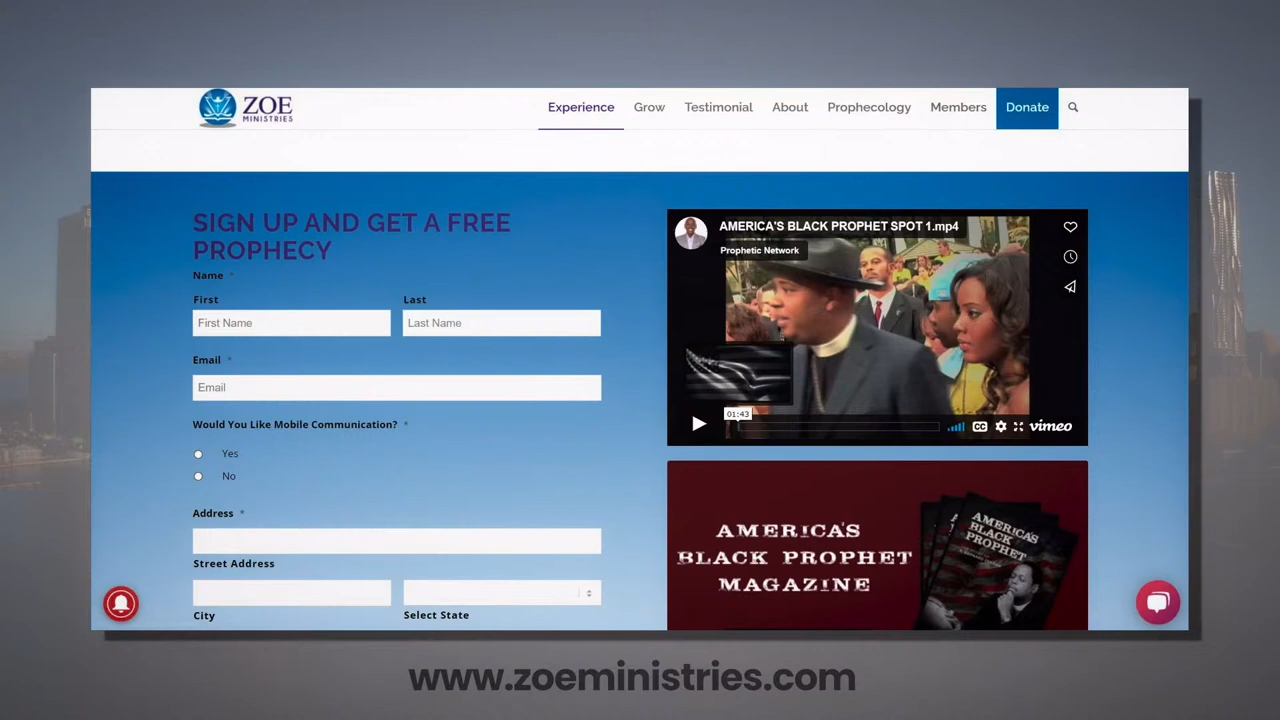 ZOE
MINISTRIES
Experience Grow Testimonial About Prophecology Members Donate
SIGN UP AND GET A FREE
PROPHECY
Name *
First Last
First Name Last Name
Email *
Email
Would You Like Mobile Communication? *
Yes
No
Address *
Street Address
City Select State
AMERICA'S BLACK PROPHET SPOT 1.mp4
Prophetic Network
01:43
CC vimeo
AMERICA'S
BLACK PROPHET
MAGAZINE
AMERICA'S
BLACK
PROPHET
www.zoeministries.com